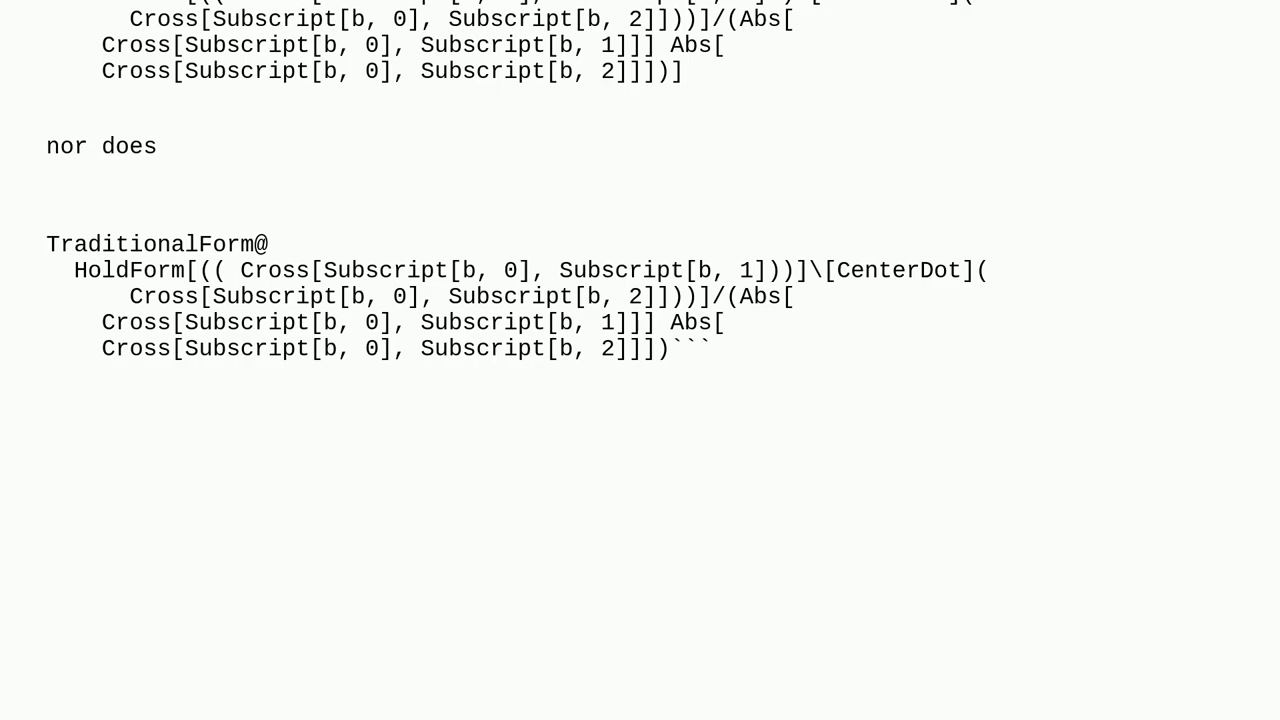 Cross[Subscript[b, 0], Subscript[b, 2]]))]/(Abs[
Cross[Subscript[b, 0], Subscript[b, 1]]] Abs[
Cross[Subscript[b, 0], Subscript[b, 2]]])]
nor does
TraditionalForm@
HoldForm[(( Cross[Subscript[b, 0], Subscript[b, 1]))]\[CenterDot](
Cross[Subscript[b, 0], Subscript[b, 2]]))]/(Abs[
Cross[Subscript[b, 0], Subscript[b, 1]]] Abs[
Cross[Subscript[b, 0], Subscript[b, 2]]])```